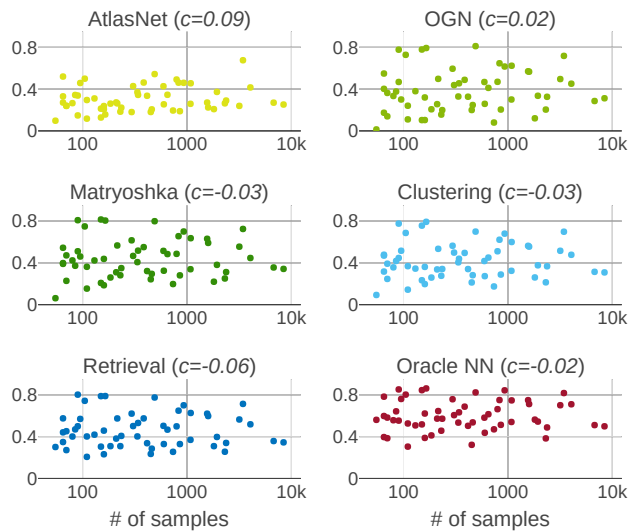 AtlasNet (c=0.09)
OGN (c=0.02)
0.8
0.4
0
100
1000
10k
0.8
0.4
0
100
1000
10k
Matryoshka (c=-0.03)
Clustering (c=-0.03)
0.8
0.4
0
100
1000
10k
0.8
0.4
0
100
1000
10k
Retrieval (c=-0.06)
Oracle NN (c=-0.02)
0.8
0.4
0
100
1000
10k
0.8
0.4
0
100
1000
10k
# of samples
# of samples